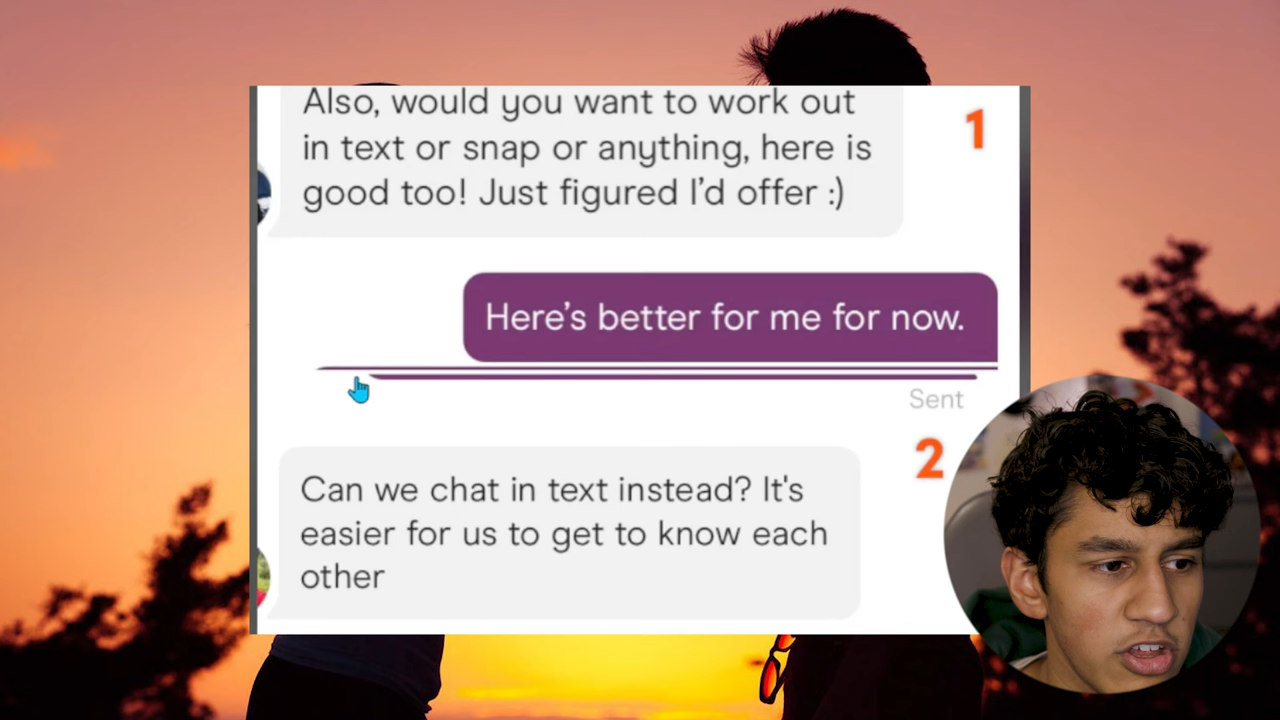 Also, would you want to work out
in text or snap or anything, here is
good too! Just figured I’d offer :)
1
Here’s better for me for now.
Sent
2
Can we chat in text instead? It's
easier for us to get to know each
other